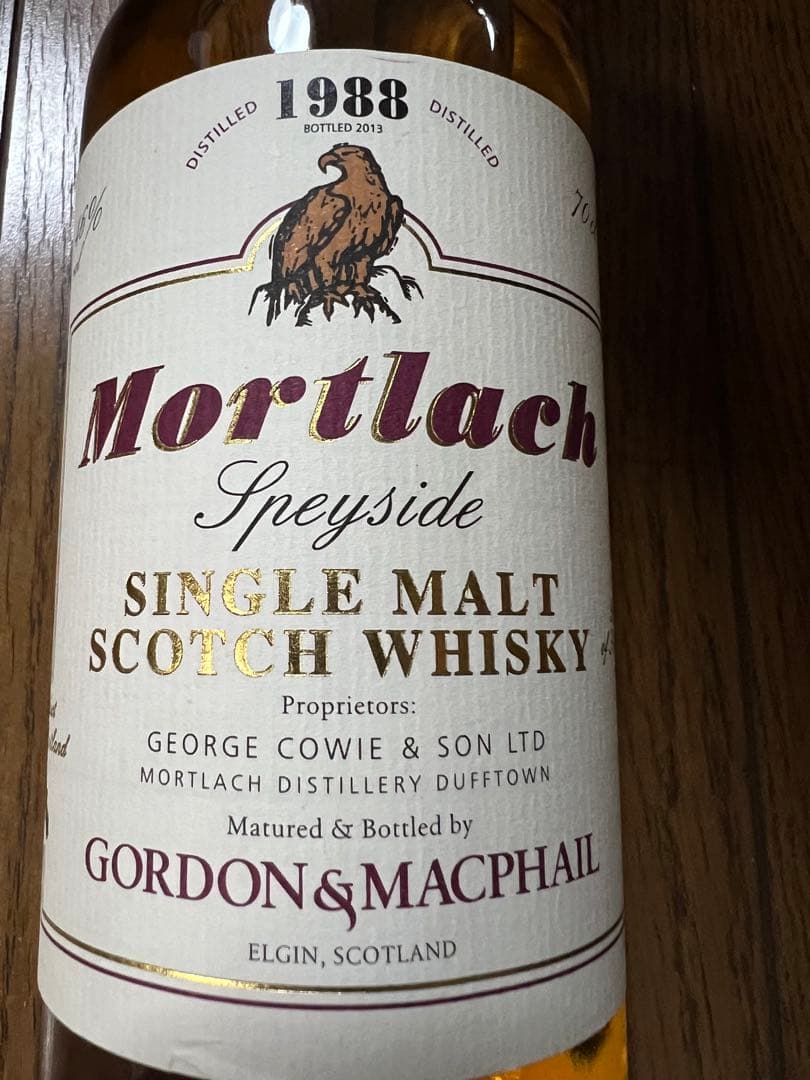 DISTILLED 1988 DISTILLED
BOTTLED 2013
Mortlach
Speyside
SINGLE MALT
SCOTCH WHISKY
Proprietors:
GEORGE COWIE & SON LTD
MORTLACH DISTILLERY DUFFTOWN
Matured & Bottled by
GORDON & MACPHAIL
ELGIN, SCOTLAND